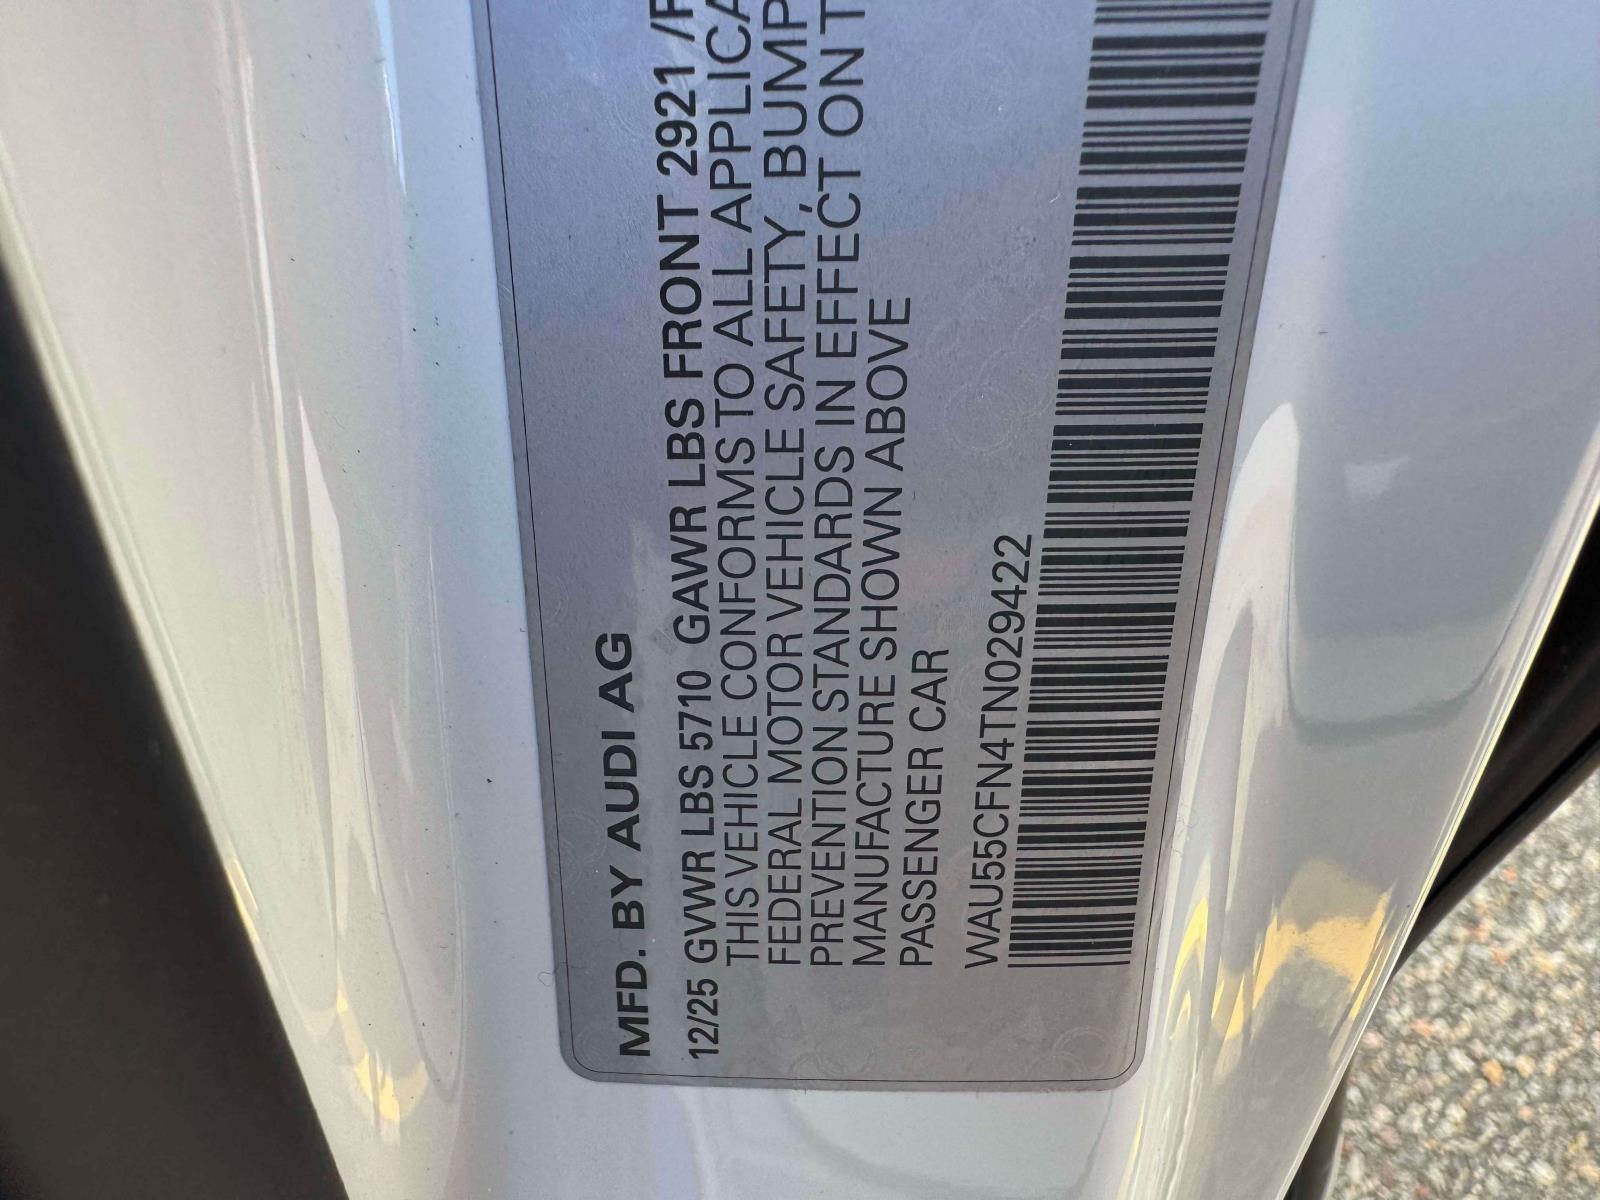 MFD. BY AUDI AG
12/25 GVWR LBS 5710 GAWR LBS FRONT 2921 /R
THIS VEHICLE CONFORMS TO ALL APPLICA
FEDERAL MOTOR VEHICLE SAFETY, BUMP
PREVENTION STANDARDS IN EFFECT ON T
MANUFACTURE SHOWN ABOVE
PASSENGER CAR
WAU55CFN4TN029422